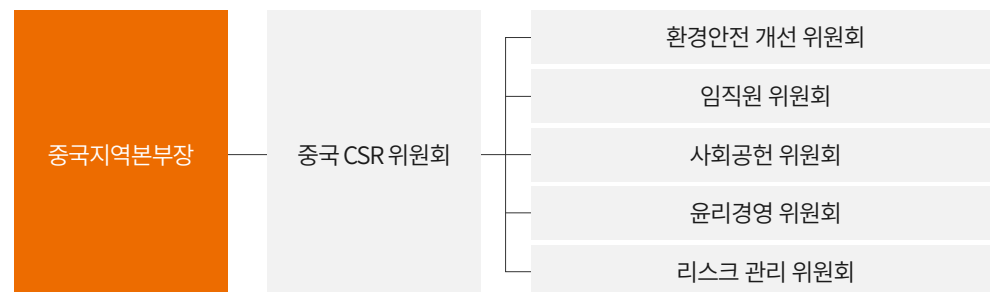 중국지역본부장
중국 CSR 위원회
환경안전 개선 위원회
임직원 위원회
사회공헌 위원회
윤리경영 위원회
리스크 관리 위원회